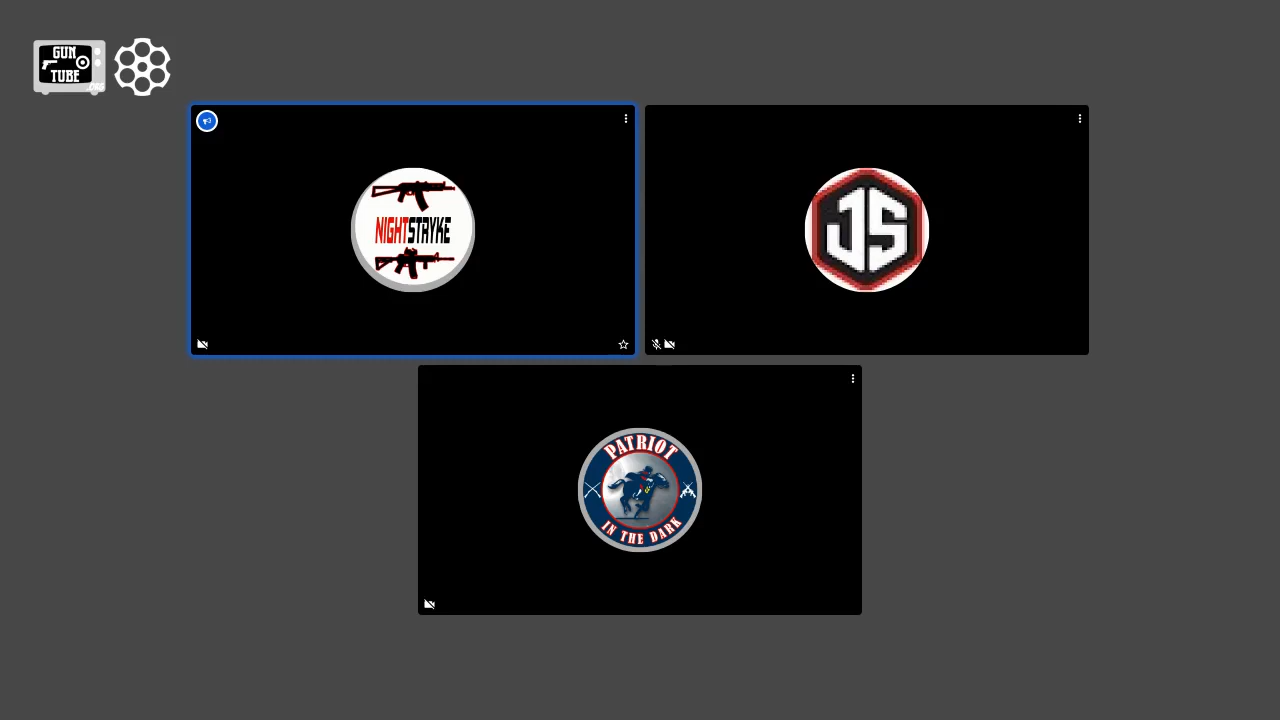 GUN
TUBE
NIGHTSTRYKE
JS
PATRIOT
IN THE DARK